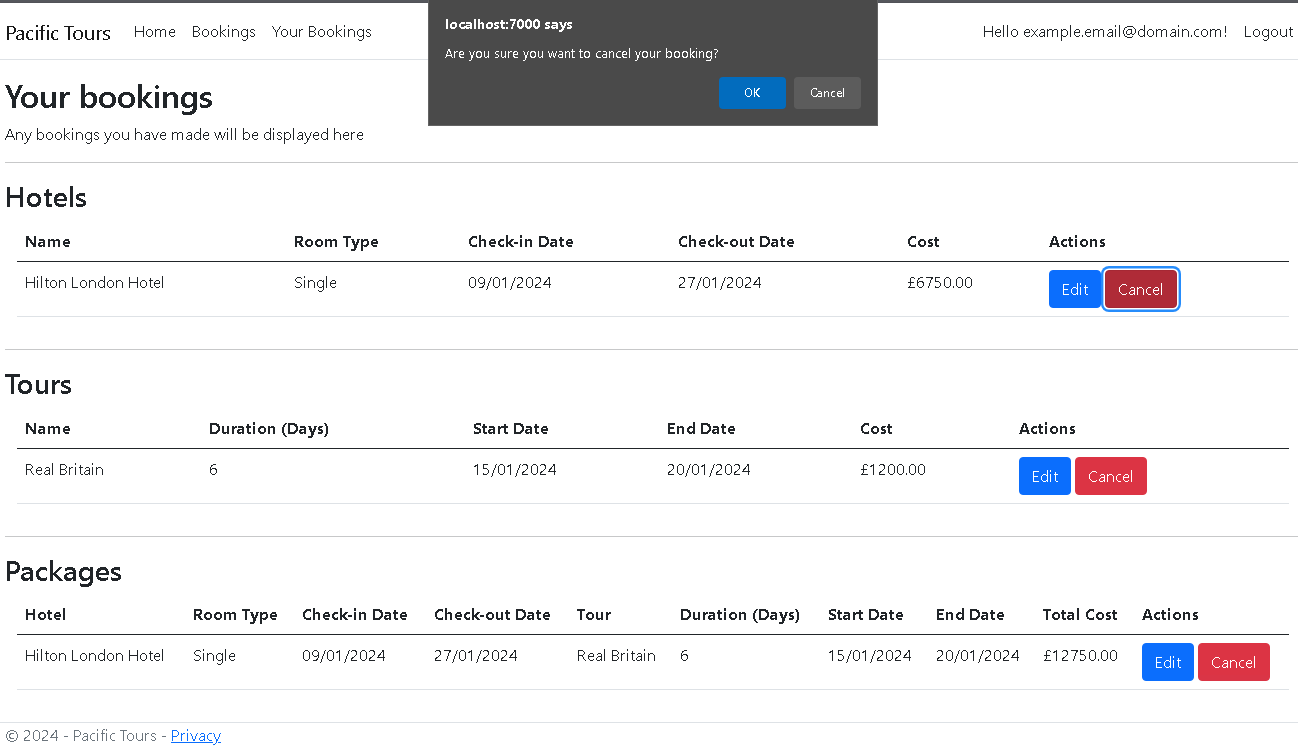 localhost:7000 says
Are you sure you want to cancel your booking?
OK Cancel
Pacific Tours Home Bookings Your Bookings Hello example.email@domain.com! Logout
Your bookings
Any bookings you have made will be displayed here
Hotels
Name Room Type Check-in Date Check-out Date Cost Actions
Hilton London Hotel Single 09/01/2024 27/01/2024 £6750.00 Edit Cancel
Tours
Name Duration (Days) Start Date End Date Cost Actions
Real Britain 6 15/01/2024 20/01/2024 £1200.00 Edit Cancel
Packages
Hotel Room Type Check-in Date Check-out Date Tour Duration (Days) Start Date End Date Total Cost Actions
Hilton London Hotel Single 09/01/2024 27/01/2024 Real Britain 6 15/01/2024 20/01/2024 £12750.00 Edit Cancel
© 2024 - Pacific Tours - Privacy